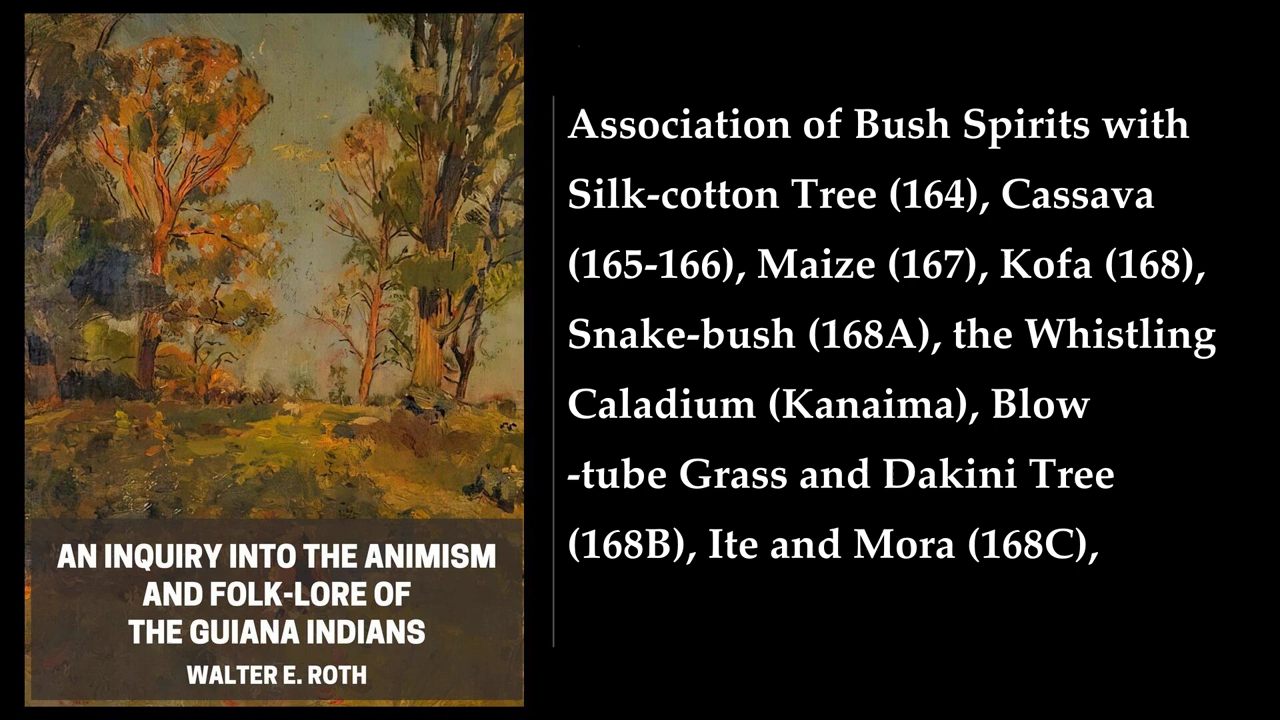 AN INQUIRY INTO THE ANIMISM
AND FOLK-LORE OF
THE GUIANA INDIANS
WALTER E. ROTH
Association of Bush Spirits with
Silk-cotton Tree (164), Cassava
(165-166), Maize (167), Kofa (168),
Snake-bush (168A), the Whistling
Caladium (Kanaima), Blow
-tube Grass and Dakini Tree
(168B), Ite and Mora (168C),